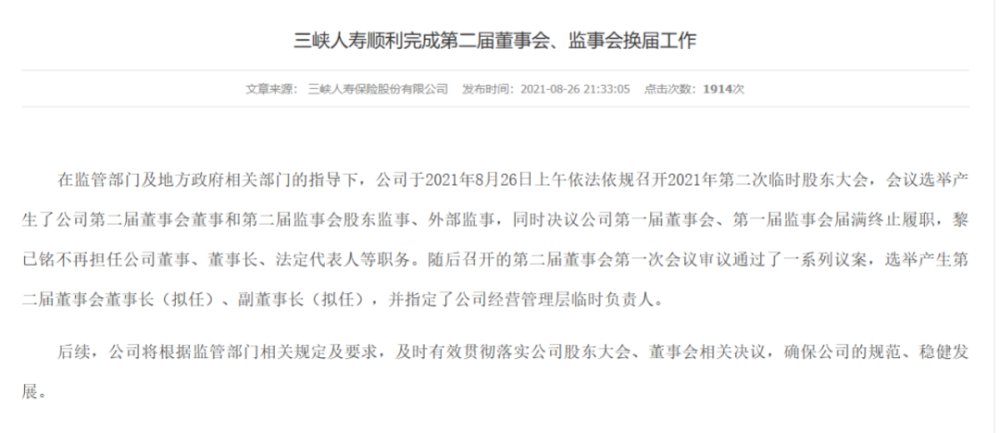 三峡人寿顺利完成第二届董事会、监事会换届工作
文章来源： 三峡人寿保险股份有限公司 发布时间：2021-08-26 21:33:05 点击次数：1914次
在监管部门及地方政府相关部门的指导下，公司于2021年8月26日上午依法依规召开2021年第二次临时股东大会，会议选举产
生了公司第二届董事会董事和第二届监事会股东监事、外部监事，同时决议公司第一届董事会、第一届监事会届满终止履职，黎
已铭不再担任公司董事、董事长、法定代表人等职务。随后召开的第二届董事会第一次会议审议通过了一系列议案，选举产生第
二届董事会董事长（拟任）、副董事长（拟任），并指定了公司经营管理层临时负责人。
后续，公司将根据监管部门相关规定及要求，及时有效贯彻落实公司股东大会、董事会相关决议，确保公司的规范、稳健发
展。